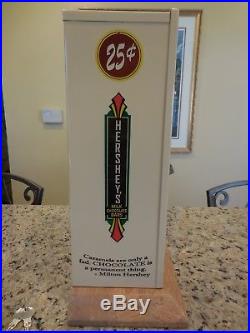 25¢
HERSHEY'S
MILK
CHOCOLATE
BARS
Caramels are only a
fad, CHOCOLATE is
a permanent thing.
- Milton Hershey